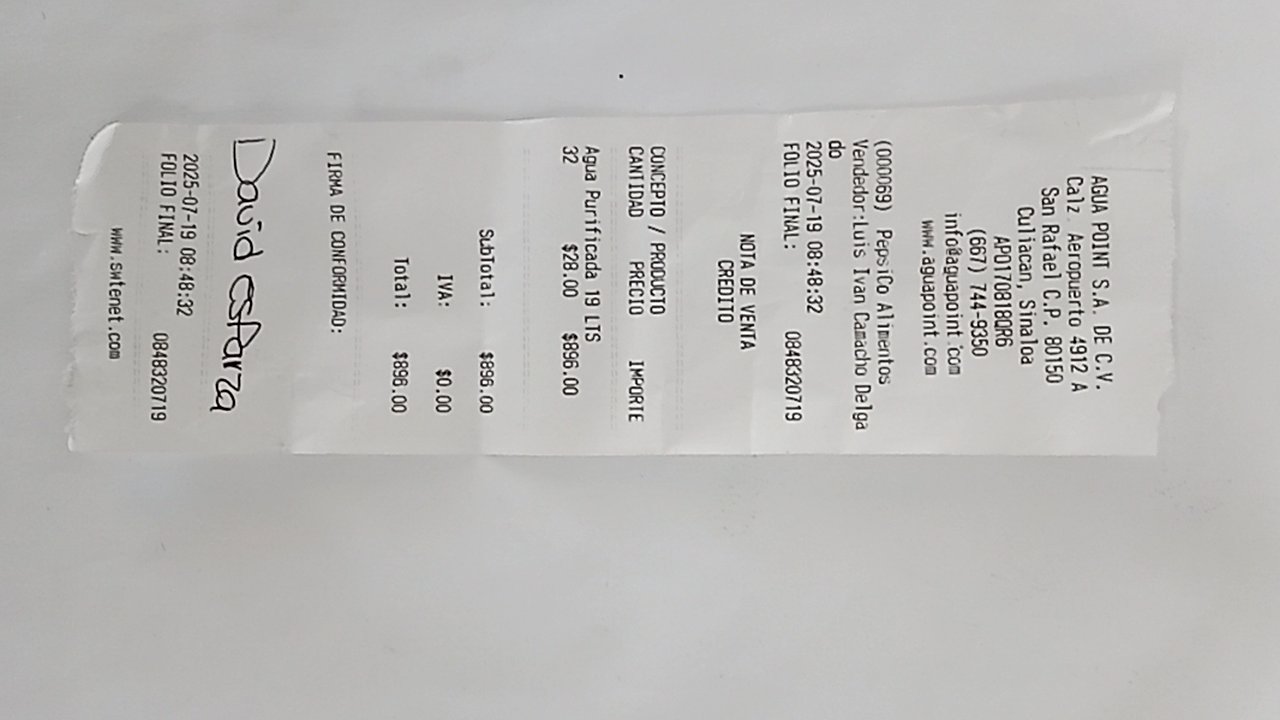 AGUA POINT S.A. DE C.V.
Calz. Aeropuerto 4912 A
San Rafael C.P. 80150
Culiacan, Sinaloa
APO170818QR6
(667) 744-9350
info@aguapoint.com
www.aguapoint.com
(000069) PepsiCo Alimentos
Vendedor:Luis Ivan Camacho Delga
do
2025-07-19 08:48:32
FOLIO FINAL: 0848320719
NOTA DE VENTA
CREDITO
CONCEPTO / PRODUCTO
CANTIDAD PRECIO IMPORTE
Agua Purificada 19 LTS
32 $28.00 $896.00
SubTotal: $896.00
IVA: $0.00
Total: $896.00
FIRMA DE CONFORMIDAD:
David esparza
2025-07-19 08:48:32
FOLIO FINAL: 0848320719
www.swtenet.com